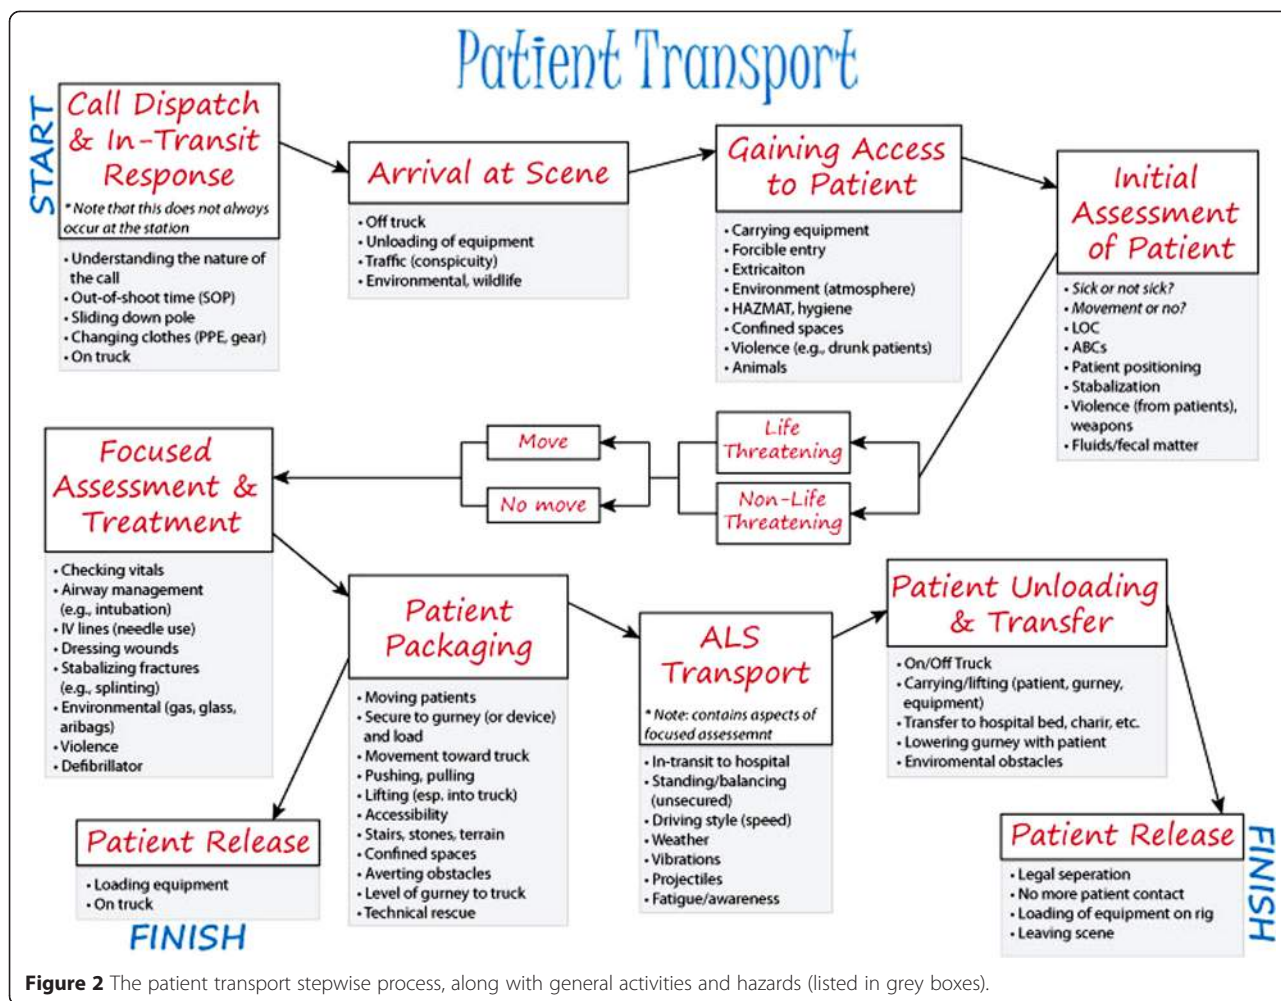 Patient Transport
START
Call Dispatch
& In-Transit
Response
* Note that this does not always
occur at the station
• Understanding the nature of
the call
• Out-of-shoot time (SOP)
• Sliding down pole
• Changing clothes (PPE, gear)
• On truck
Arrival at Scene
• Off truck
• Unloading of equipment
• Traffic (conspicuity)
• Environmental, wildlife
Gaining Access
to Patient
• Carrying equipment
• Forcible entry
• Extricaiton
• Environment (atmosphere)
• HAZMAT, hygiene
• Confined spaces
• Violence (e.g., drunk patients)
• Animals
Initial
Assessment
of Patient
• Sick or not sick?
• Movement or no?
• LOC
• ABCs
• Patient positioning
• Stabalization
• Violence (from patients),
weapons
• Fluids/fecal matter
Life
Threatening
Non-Life
Threatening
Move
No move
Focused
Assessment &
Treatment
• Checking vitals
• Airway management
(e.g., intubation)
• IV lines (needle use)
• Dressing wounds
• Stabalizing fractures
(e.g., splinting)
• Environmental (gas, glass,
aribags)
• Violence
• Defibrillator
Patient
Packaging
• Moving patients
• Secure to gurney (or device)
and load
• Movement toward truck
• Pushing, pulling
• Lifting (esp. into truck)
• Accessibility
• Stairs, stones, terrain
• Confined spaces
• Averting obstacles
• Level of gurney to truck
• Technical rescue
Patient Release
• Loading equipment
• On truck
FINISH
ALS
Transport
* Note: contains aspects of
focused assessemnt
• In-transit to hospital
• Standing/balancing
(unsecured)
• Driving style (speed)
• Weather
• Vibrations
• Projectiles
• Fatigue/awareness
Patient Unloading
& Transfer
• On/Off Truck
• Carrying/lifting (patient, gurney,
equipment)
• Transfer to hospital bed, charir, etc.
• Lowering gurney with patient
• Enviromental obstacles
Patient Release
• Legal seperation
• No more patient contact
• Loading of equipment on rig
• Leaving scene
FINISH
Figure 2 The patient transport stepwise process, along with general activities and hazards (listed in grey boxes).